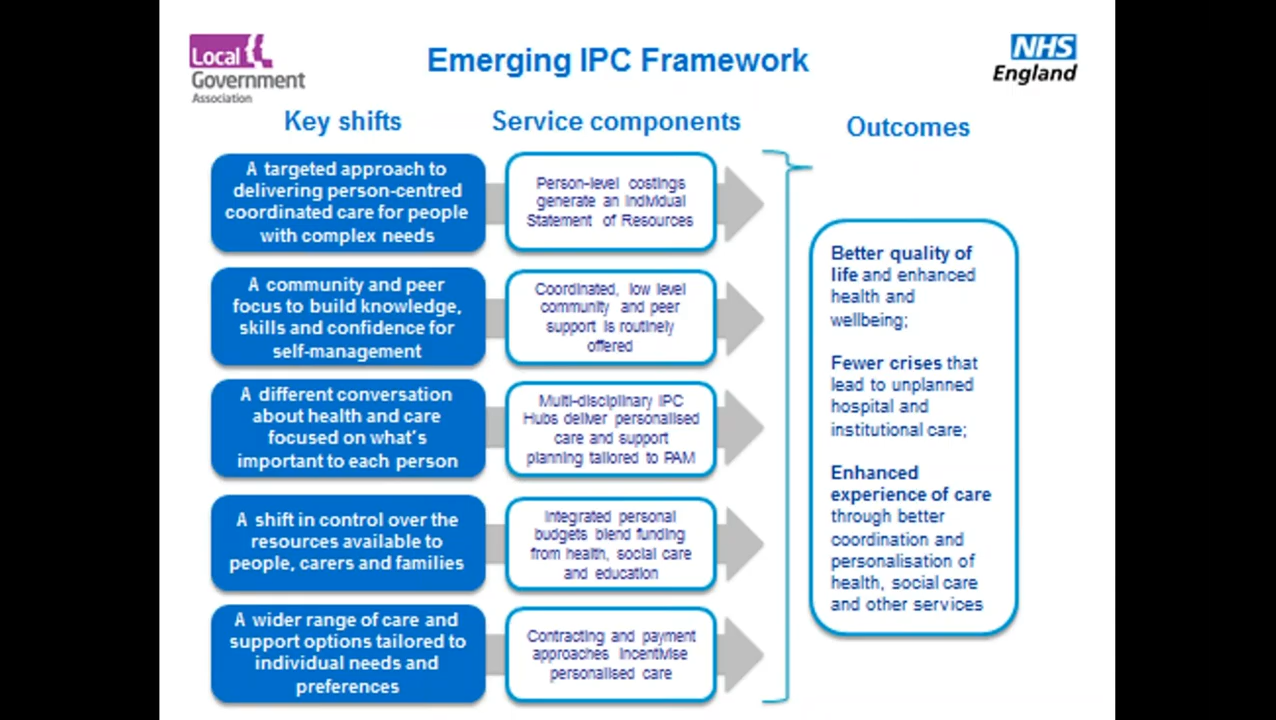 Local
Government
Association
Emerging IPC Framework
NHS
England
Key shifts
Service components
Outcomes
A targeted approach to
delivering person-centred
coordinated care for people
with complex needs
Person-level costings
generate an Individual
Statement of Resources
A community and peer
focus to build knowledge,
skills and confidence for
self-management
Coordinated, low level
community and peer
support is routinely
offered
A different conversation
about health and care
focused on what's
important to each person
Multi-disciplinary IPC
Hubs deliver personalised
care and support
planning tailored to PAM
A shift in control over the
resources available to
people, carers and families
Integrated personal
budgets blend funding
from health, social care
and education
A wider range of care and
support options tailored to
individual needs and
preferences
Contracting and payment
approaches incentivise
personalised care
Better quality of
life and enhanced
health and
wellbeing;
Fewer crises that
lead to unplanned
hospital and
institutional care;
Enhanced
experience of care
through better
coordination and
personalisation of
health, social care
and other services